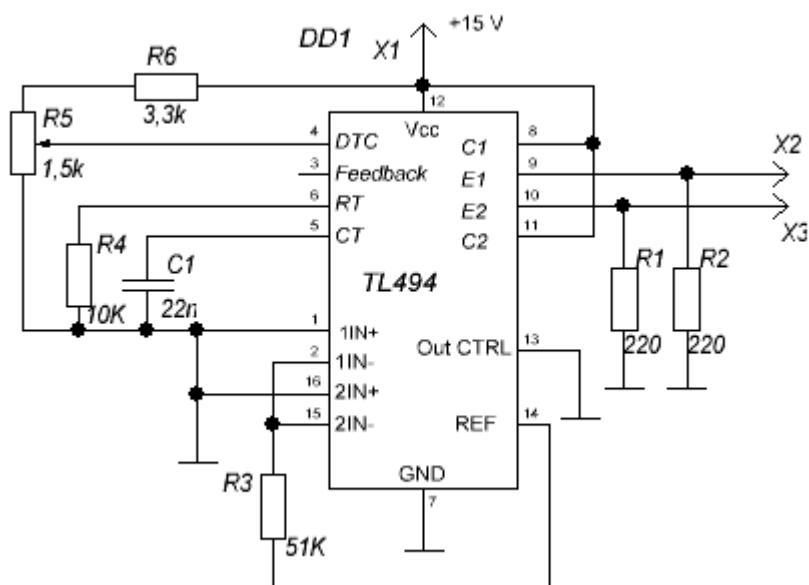 +15 V
DD1
X1
R6
3,3k
12
Vcc
R5
1,5k
4
DTC
C1
8
3
Feedback
E1
9
X2
6
RT
E2
10
X3
5
CT
C2
11
R4
10K
C1
22n
TL494
R1
220
R2
220
1
1IN+
2
1IN-
Out CTRL
13
16
2IN+
15
2IN-
REF
14
R3
51K
GND
7